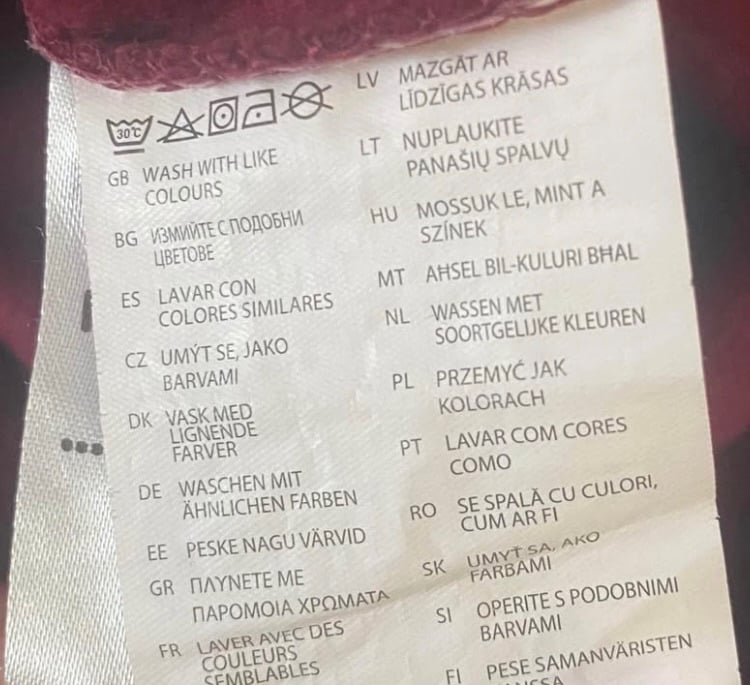 30°C
GB WASH WITH LIKE
COLOURS
BG ИЗМИЙТЕ С ПОДОБНИ
ЦВЕТОВЕ
ES LAVAR CON
COLORES SIMILARES
CZ UMÝT SE, JAKO
BARVAMI
DK VASK MED
LIGNENDE
FARVER
DE WASCHEN MIT
ÄHNLICHEN FARBEN
EE PESKE NAGU VÄRVID
GR ΠΛΥΝΕΤΕ ΜΕ
ΠΑΡΟΜΟΙΑ ΧΡΩΜΑΤΑ
FR LAVER AVEC DES
COULEURS
SEMBLABLES
LV MAZGĀT AR
LĪDZĪGAS KRĀSAS
LT NUPLAUKITE
PANAŠIŲ SPALVŲ
HU MOSSUK LE, MINT A
SZÍNEK
MT AĦSEL BIL-KULURI BĦAL
NL WASSEN MET
SOORTGELIJKE KLEUREN
PL PRZEMYĆ JAK
KOLORACH
PT LAVAR COM CORES
COMO
RO SE SPALĂ CU CULORI,
CUM AR FI
SK UMYŤ SA, AKO
FARBAMI
SI OPERITE S PODOBNIMI
BARVAMI
FI PESE SAMANVÄRISTEN